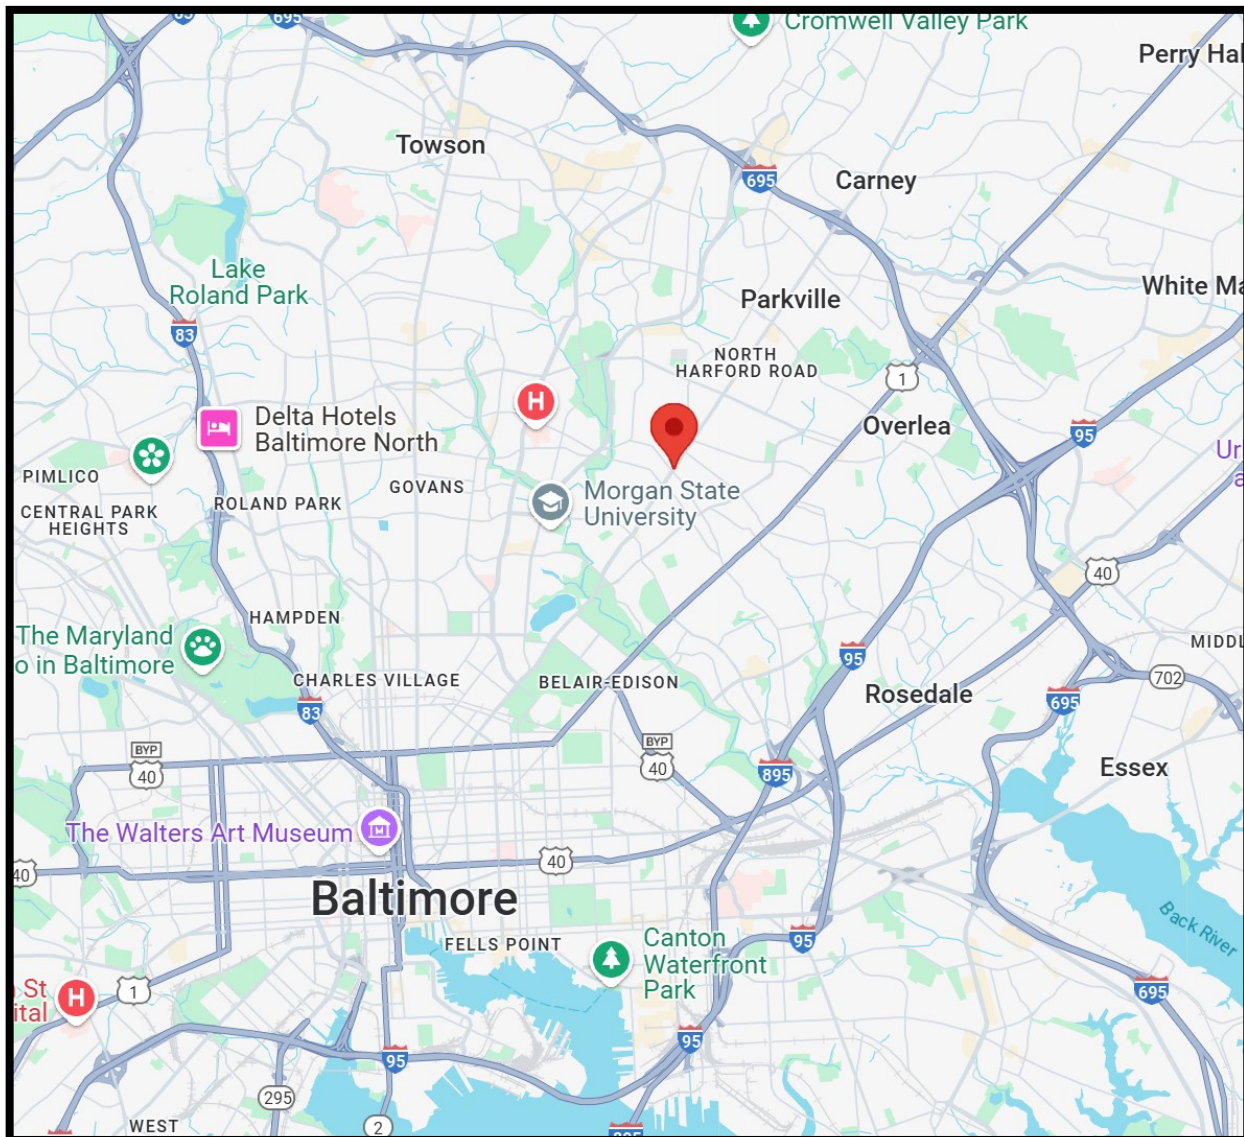 83
695
Cromwell Valley Park
Perry Hal
Towson
695
Carney
Lake
Roland Park
White Ma
Parkville
83
NORTH
HARFORD ROAD
1
H
Delta Hotels
Baltimore North
Overlea
95
PIMLICO
Ur
a
GOVANS
Morgan State
University
ROLAND PARK
CENTRAL PARK
HEIGHTS
40
HAMPDEN
The Maryland
o in Baltimore
MIDDL
95
CHARLES VILLAGE
BELAIR-EDISON
Rosedale
702
695
83
BYP
40
BYP
40
895
Essex
The Walters Art Museum
40
40
Baltimore
Back River
FELLS POINT
Canton
Waterfront
Park
95
St
ital
H
1
695
95
95
295
2
WEST
895